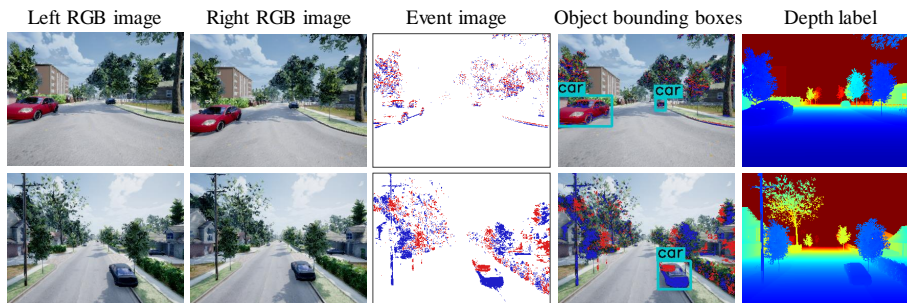 Left RGB image
Right RGB image
Event image
Object bounding boxes
Depth label
car
car
car